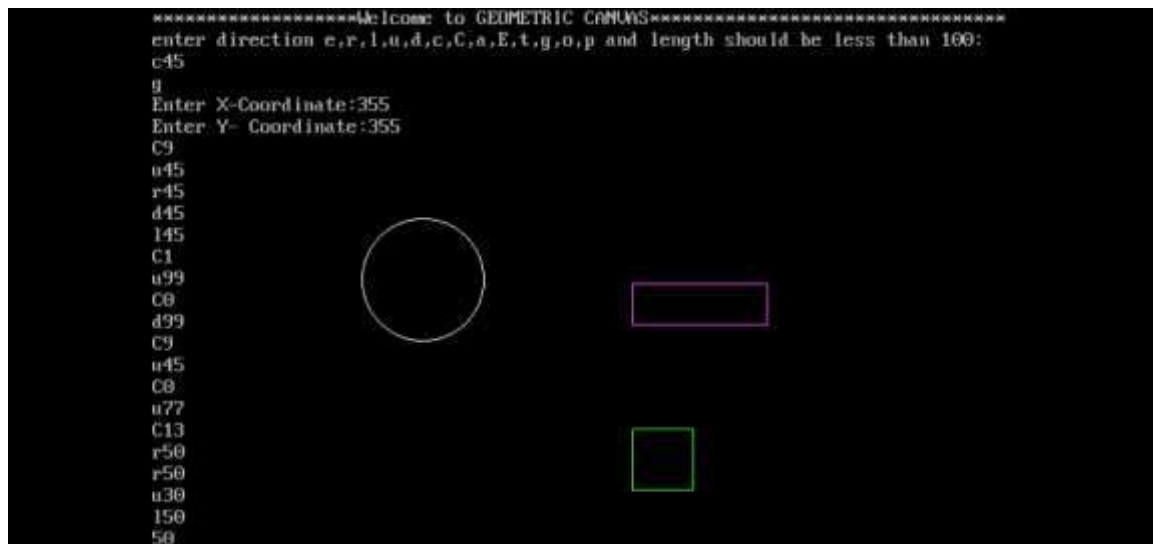 *******************Welcome to GEOMETRIC CANVAS*********************************
enter direction e,r,l,u,d,c,C,a,E,t,g,o,p and length should be less than 100:
c45
g
Enter X-Coordinate:355
Enter Y- Coordinate:355
C9
u45
r45
d45
l45
C1
u99
C0
d99
C9
u45
C0
u77
C13
r50
r50
u30
l50
50